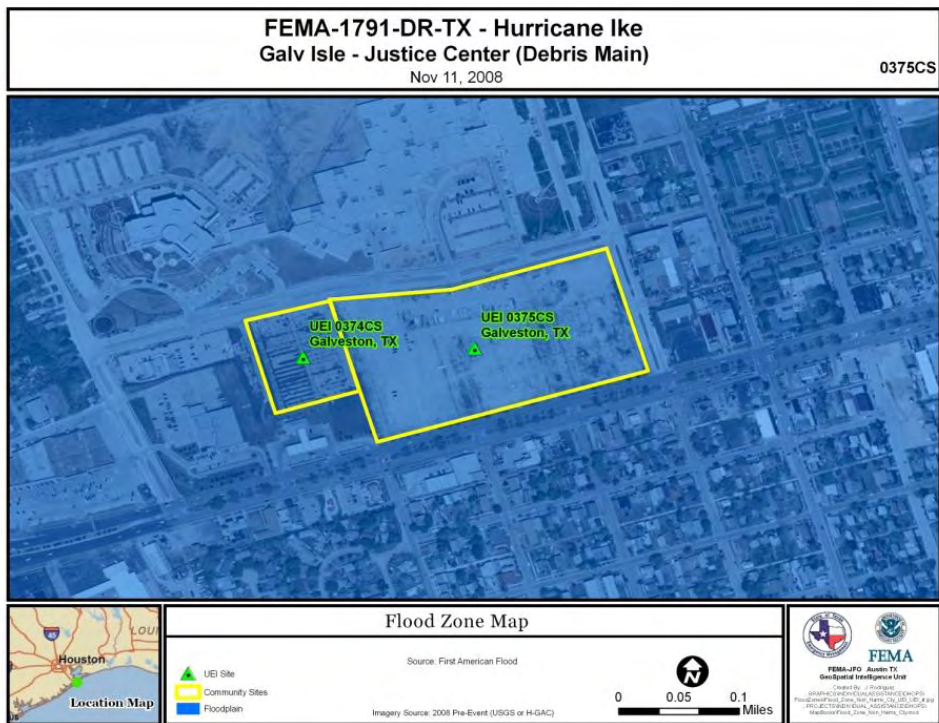 FEMA-1791-DR-TX - Hurricane Ike
Galv Isle - Justice Center (Debris Main)
Nov 11, 2008
0375CS
UEI 0374CS
Galveston, TX
UEI 0375CS
Galveston, TX
45
Houston
Location Map
Flood Zone Map
Source: First American Flood
UEI Site
Community Sites
Floodplain
Imagery Source: 2008 Pre-Event (USGS or H-GAC)
N
0 0.05 0.1
Miles
FEMA
FEMA-JFO Austin TX
GeoSpatial Intelligence Unit